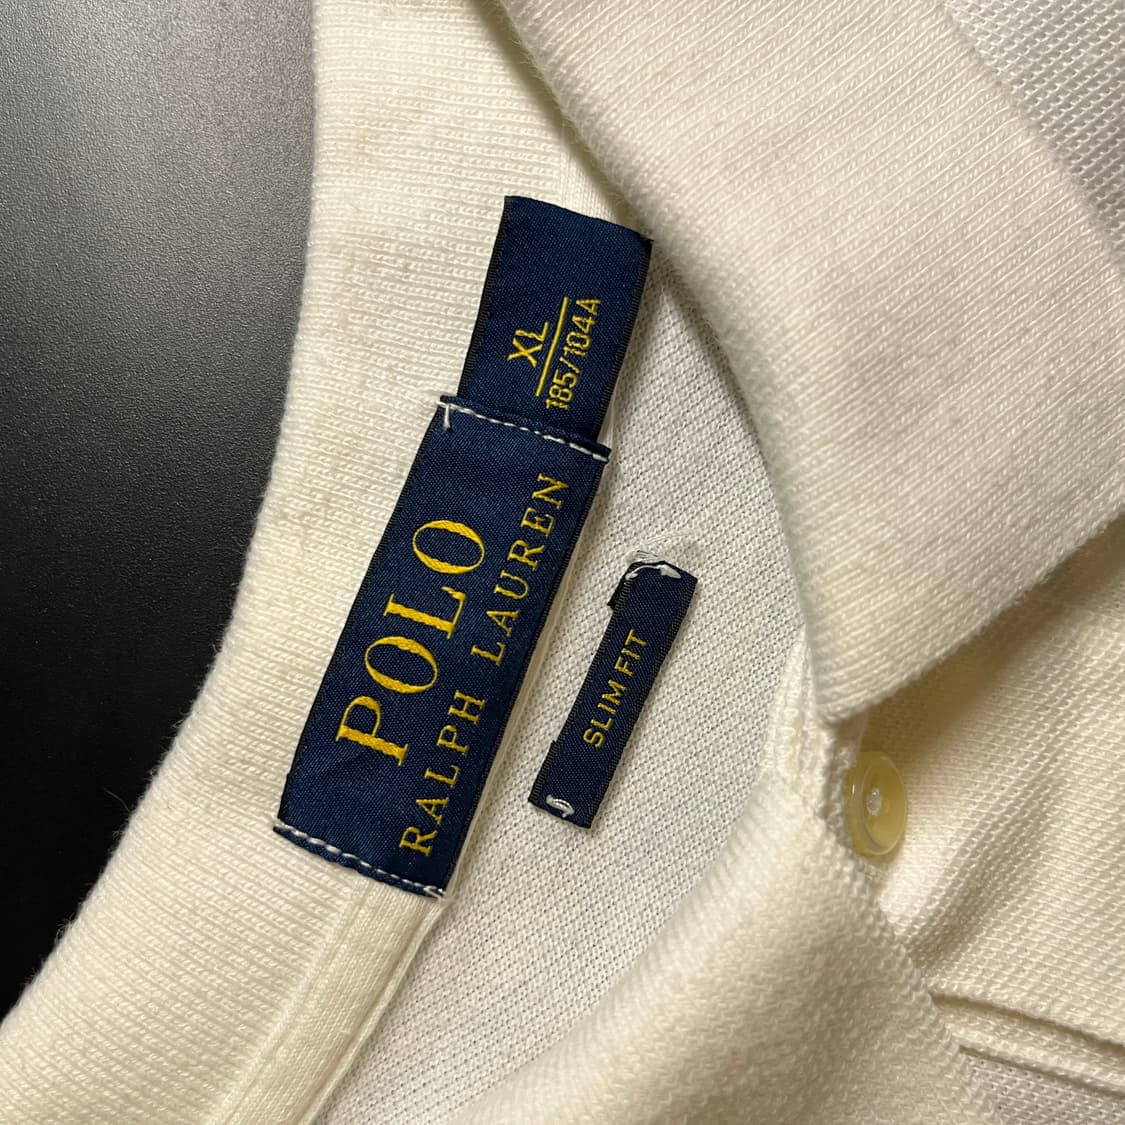 XL
185/104A
POLO
RALPH LAUREN
SLIM FIT